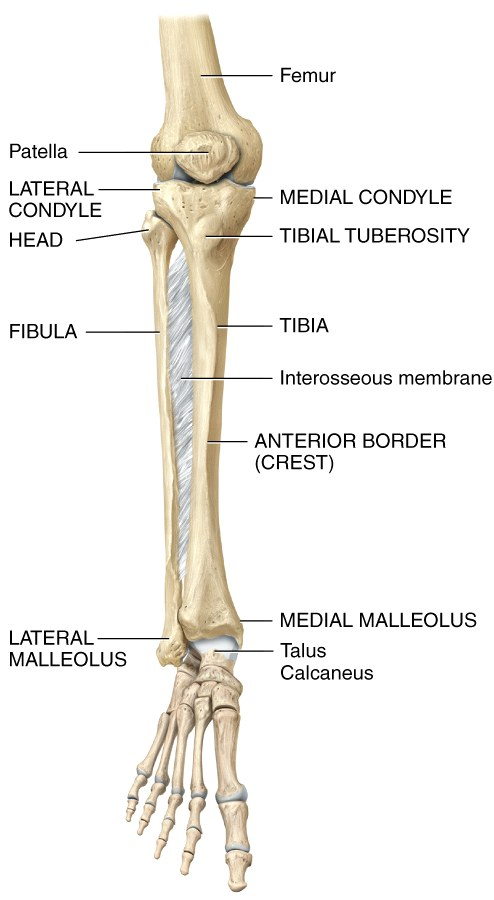 Femur
Patella
LATERAL
CONDYLE
MEDIAL CONDYLE
HEAD
TIBIAL TUBEROSITY
FIBULA
TIBIA
Interosseous membrane
ANTERIOR BORDER
(CREST)
MEDIAL MALLEOLUS
LATERAL
MALLEOLUS
Talus
Calcaneus